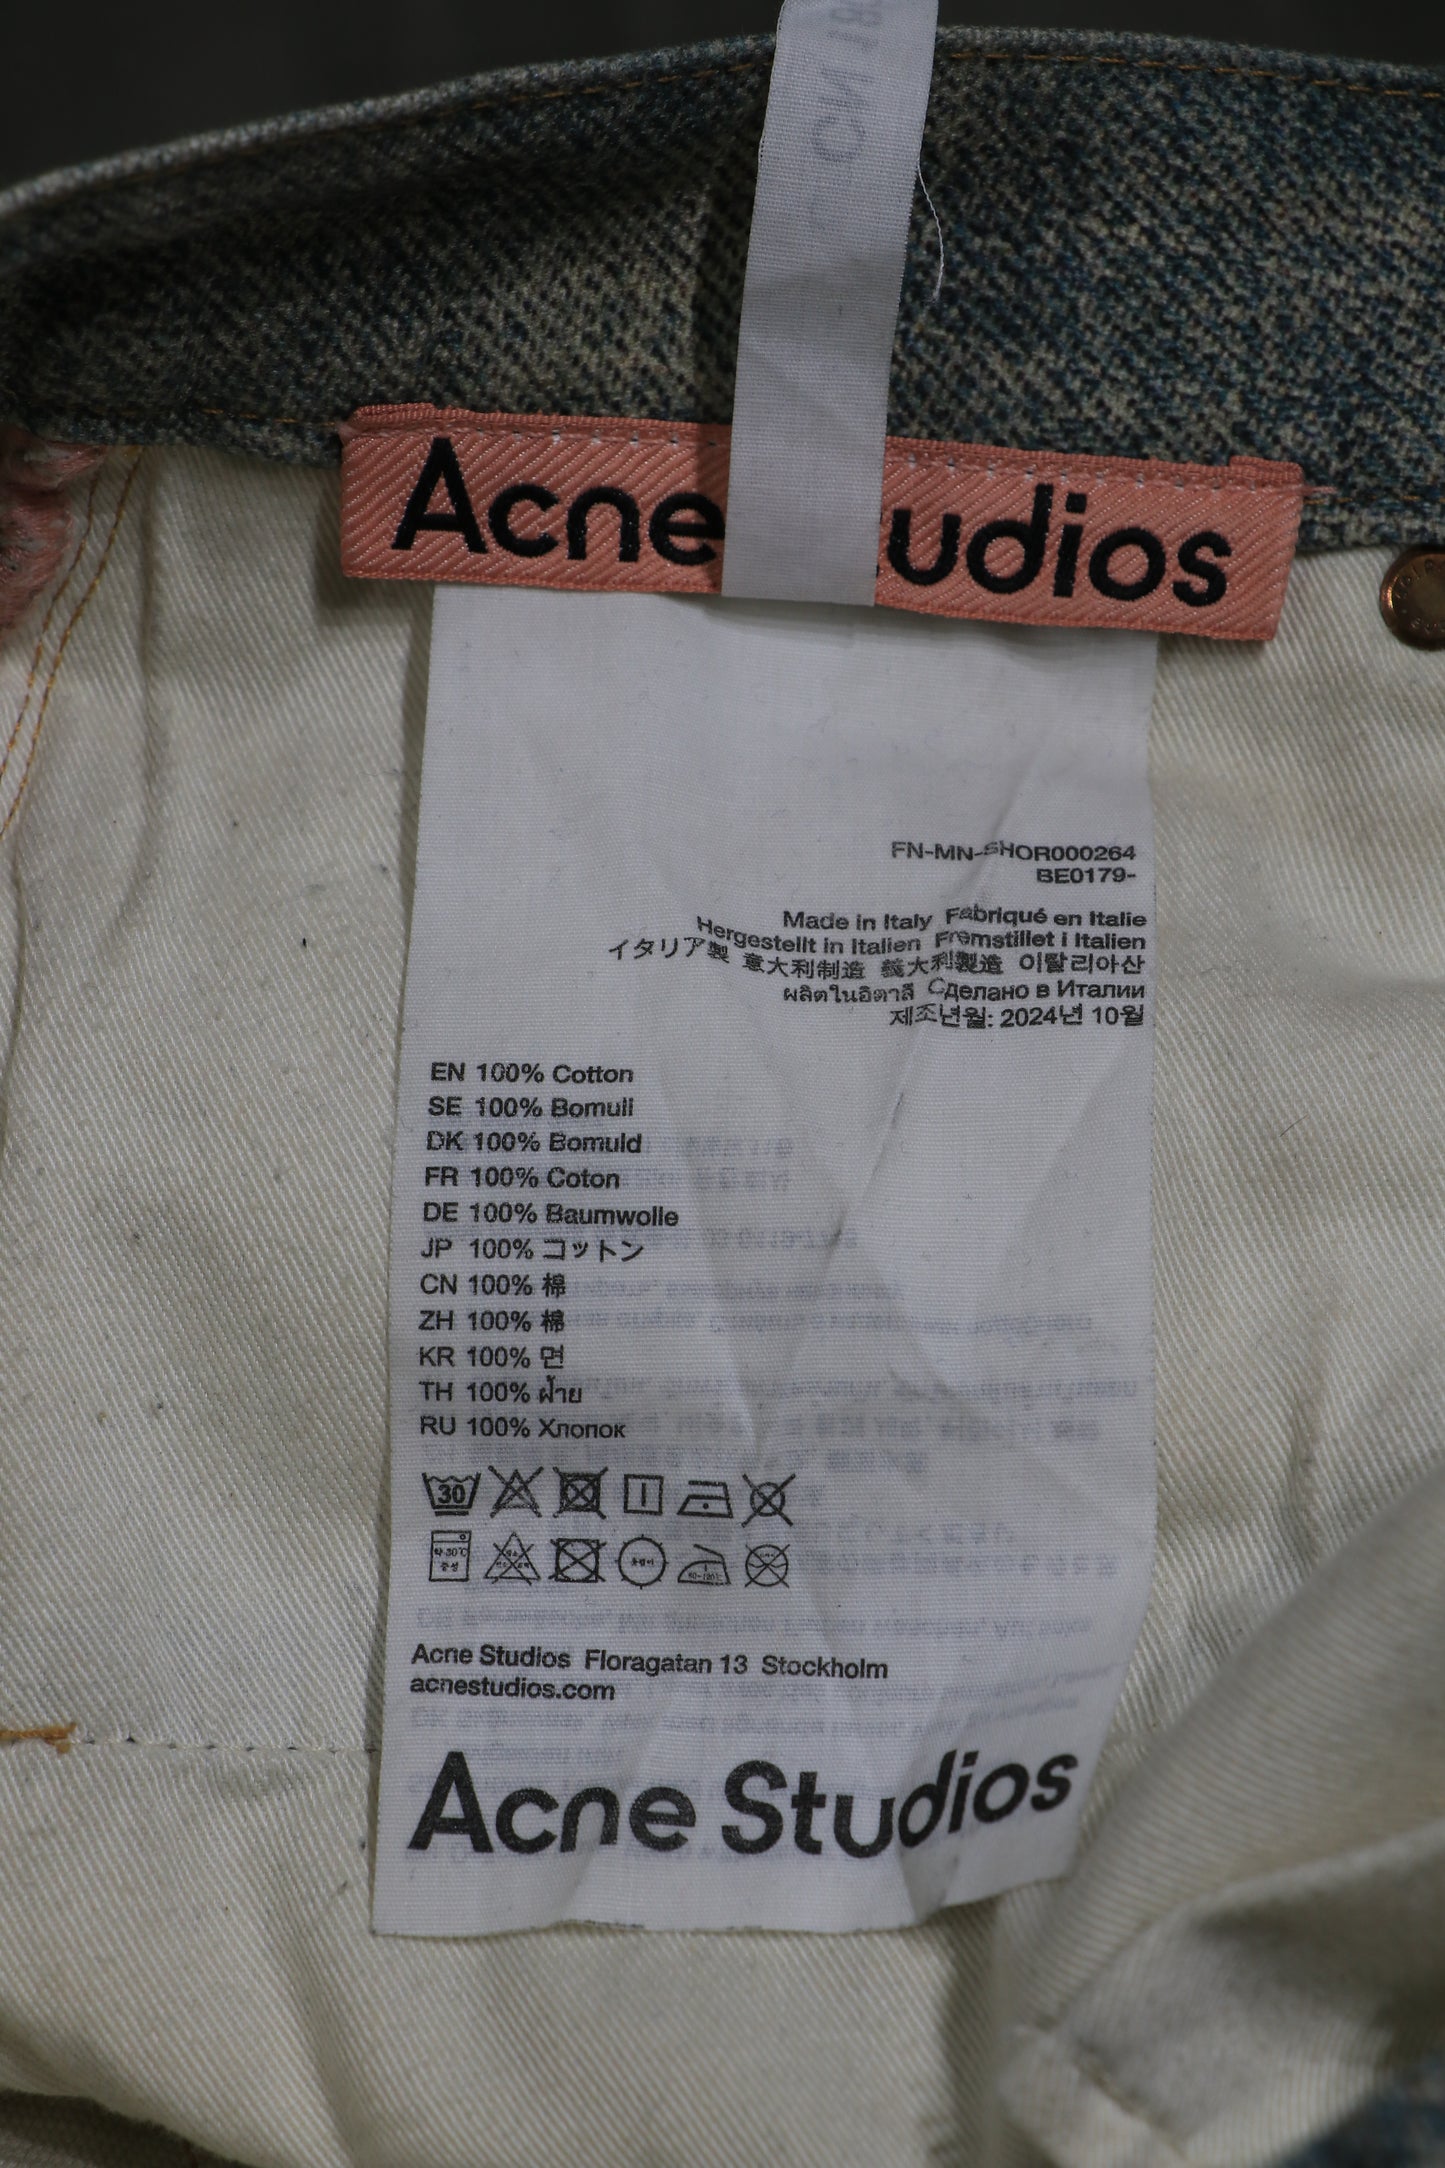 Acne Studios
FN-MN-SHOR000264
BE0179-
Made in Italy Fabriqué en Italie
Hergestellt in Italien Fremstillet i Italien
イタリア製 意大利制造 義大利製造 이탈리아산
ผลิตในอิตาลี Сделано в Италии
제조년월: 2024년 10월
EN 100% Cotton
SE 100% Bomull
DK 100% Bomuld
FR 100% Coton
DE 100% Baumwolle
JP 100% コットン
CN 100% 棉
ZH 100% 棉
KR 100% 면
TH 100% ฝ้าย
RU 100% Хлопок
30
Acne Studios Floragatan 13 Stockholm
acnestudios.com
Acne Studios